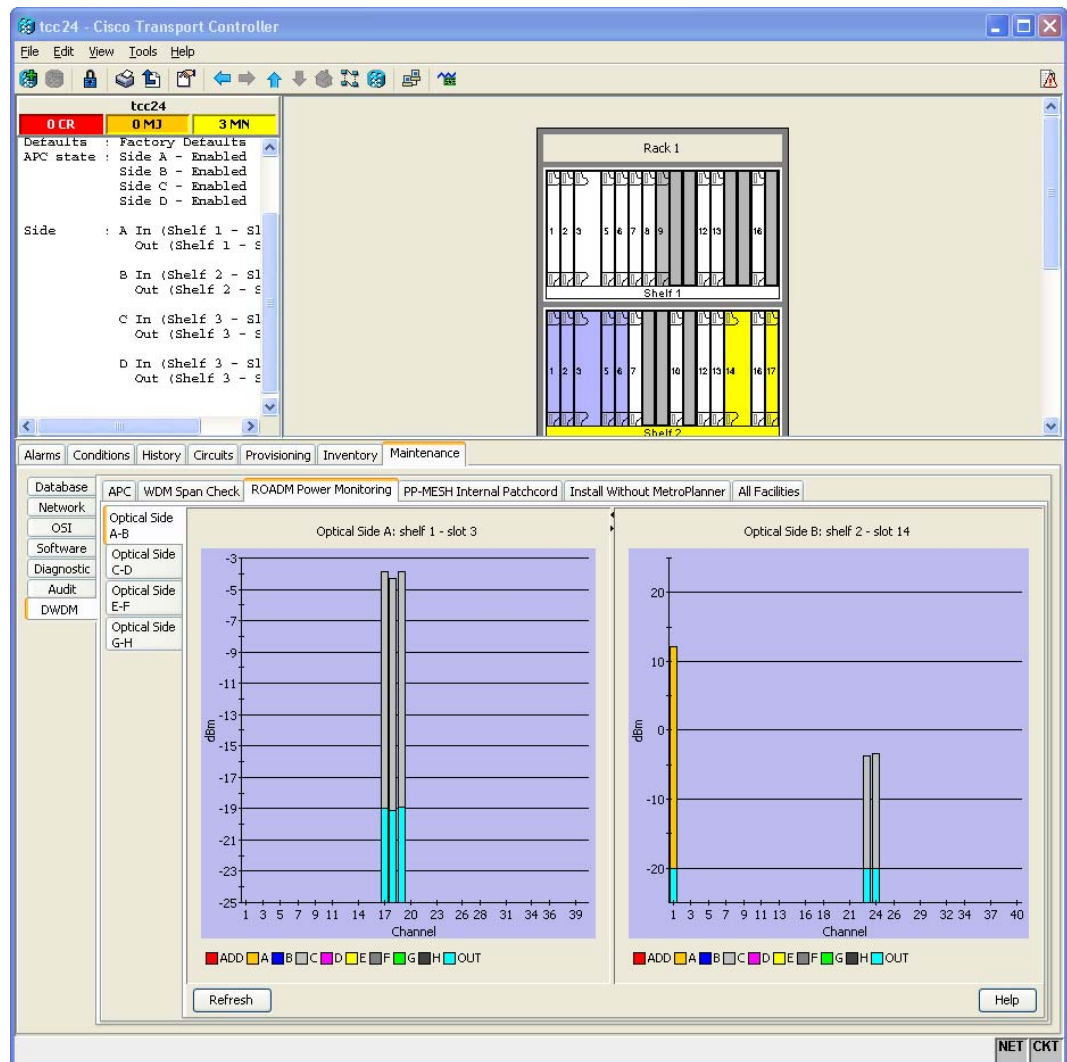 tcc24 - Cisco Transport Controller
File Edit View Tools Help
tcc24
0 CR 0 MJ 3 MN
Defaults : Factory Defaults
APC state : Side A - Enabled
Side B - Enabled
Side C - Enabled
Side D - Enabled
Side : A In (Shelf 1 - Sl
Out (Shelf 1 - S
B In (Shelf 2 - Sl
Out (Shelf 2 - S
C In (Shelf 3 - Sl
Out (Shelf 3 - S
D In (Shelf 3 - Sl
Out (Shelf 3 - S
Rack 1
1 2 3 5 6 7 8 9 12 13 16
Shelf 1
1 2 3 5 6 7 10 12 13 14 16 17
Shelf 2
Alarms Conditions History Circuits Provisioning Inventory Maintenance
Database
Network
OSI
Software
Diagnostic
Audit
DWDM
APC WDM Span Check ROADM Power Monitoring PP-MESH Internal Patchcord Install Without MetroPlanner All Facilities
Optical Side
A-B
Optical Side
C-D
Optical Side
E-F
Optical Side
G-H
Optical Side A: shelf 1 - slot 3
-3
-5
-7
-9
-11
-13
-15
-17
-19
-21
-23
-25
dBm
1 3 5 7 9 11 14 17 20 23 26 28 31 34 36 39
Channel
ADD A B C D E F G H OUT
Optical Side B: shelf 2 - slot 14
20
10
0
-10
-20
dBm
1 3 5 7 9 11 13 16 18 21 24 26 29 32 34 37 40
Channel
ADD A B C D E F G H OUT
Refresh
Help
NET CKT